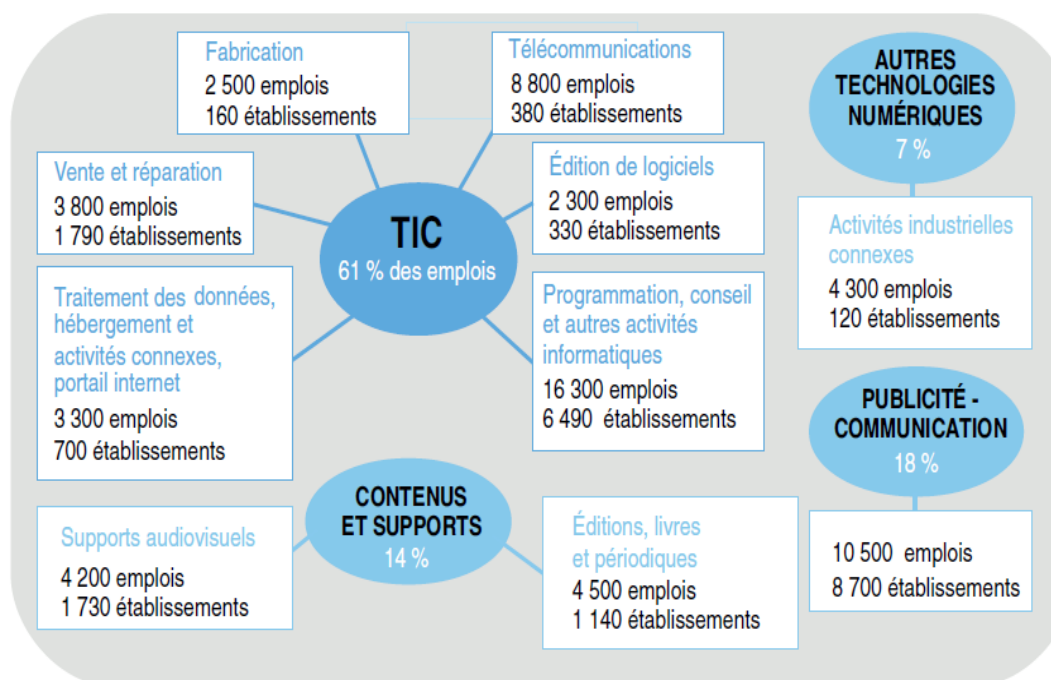 Fabrication
2 500 emplois
160 établissements
Télécommunications
8 800 emplois
380 établissements
AUTRES
TECHNOLOGIES
NUMÉRIQUES
7 %
Vente et réparation
3 800 emplois
1 790 établissements
TIC
61 % des emplois
Édition de logiciels
2 300 emplois
330 établissements
Activités industrielles
connexes
4 300 emplois
120 établissements
Traitement des données,
hébergement et
activités connexes,
portail internet
3 300 emplois
700 établissements
Programmation, conseil
et autres activités
informatiques
16 300 emplois
6 490 établissements
PUBLICITÉ -
COMMUNICATION
18 %
10 500 emplois
8 700 établissements
CONTENUS
ET SUPPORTS
14 %
Supports audiovisuels
4 200 emplois
1 730 établissements
Éditions, livres
et périodiques
4 500 emplois
1 140 établissements